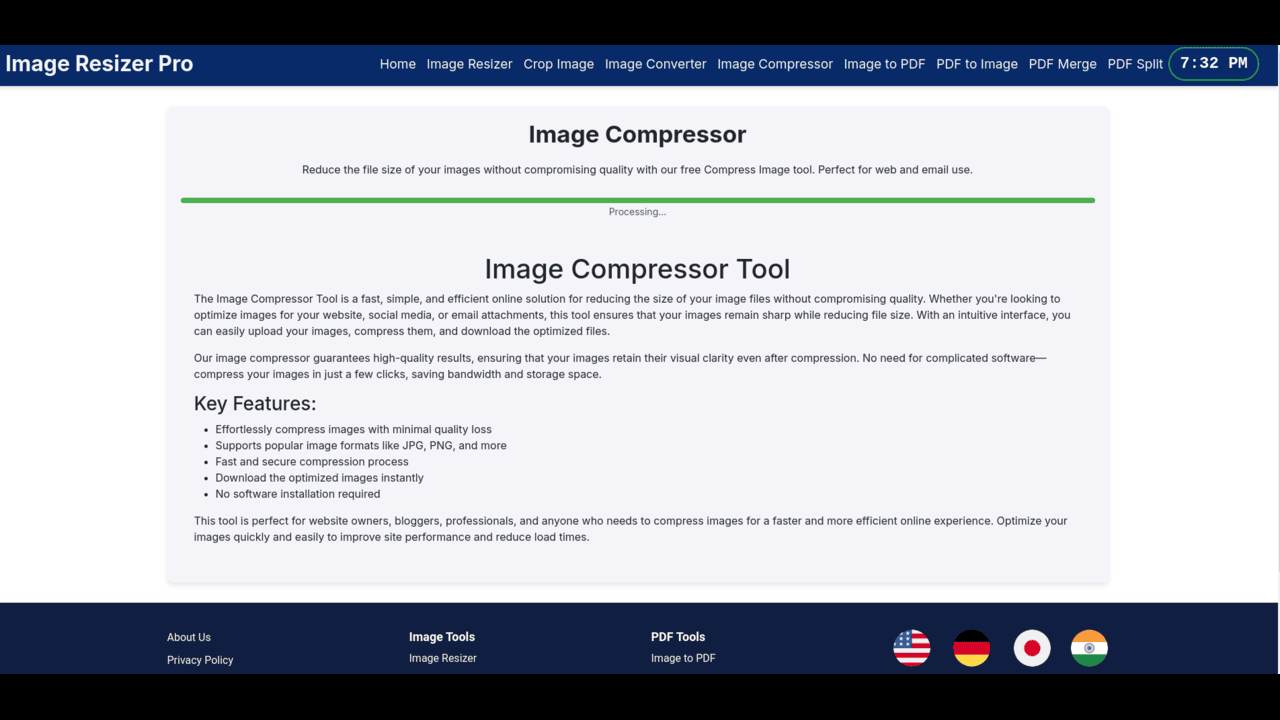 Image Resizer Pro
Home Image Resizer Crop Image Image Converter Image Compressor Image to PDF PDF to Image PDF Merge PDF Split 7:32 PM
Image Compressor
Reduce the file size of your images without compromising quality with our free Compress Image tool. Perfect for web and email use.
Processing...
Image Compressor Tool
The Image Compressor Tool is a fast, simple, and efficient online solution for reducing the size of your image files without compromising quality. Whether you're looking to
optimize images for your website, social media, or email attachments, this tool ensures that your images remain sharp while reducing file size. With an intuitive interface, you
can easily upload your images, compress them, and download the optimized files.
Our image compressor guarantees high-quality results, ensuring that your images retain their visual clarity even after compression. No need for complicated software—
compress your images in just a few clicks, saving bandwidth and storage space.
Key Features:
• Effortlessly compress images with minimal quality loss
• Supports popular image formats like JPG, PNG, and more
• Fast and secure compression process
• Download the optimized images instantly
• No software installation required
This tool is perfect for website owners, bloggers, professionals, and anyone who needs to compress images for a faster and more efficient online experience. Optimize your
images quickly and easily to improve site performance and reduce load times.
About Us
Privacy Policy
Image Tools
Image Resizer
PDF Tools
Image to PDF